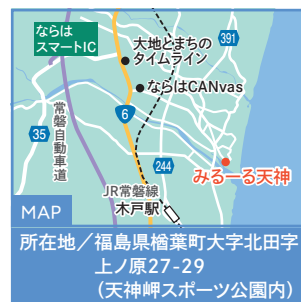 ならは
スマートIC
大地とまちの
タイムライン
391
ならはCANvas
6
35
常磐自動車道
244
みるーる天神
JR常磐線
木戸駅
MAP
所在地／福島県楢葉町大字北田字
上ノ原27-29
（天神岬スポーツ公園内）